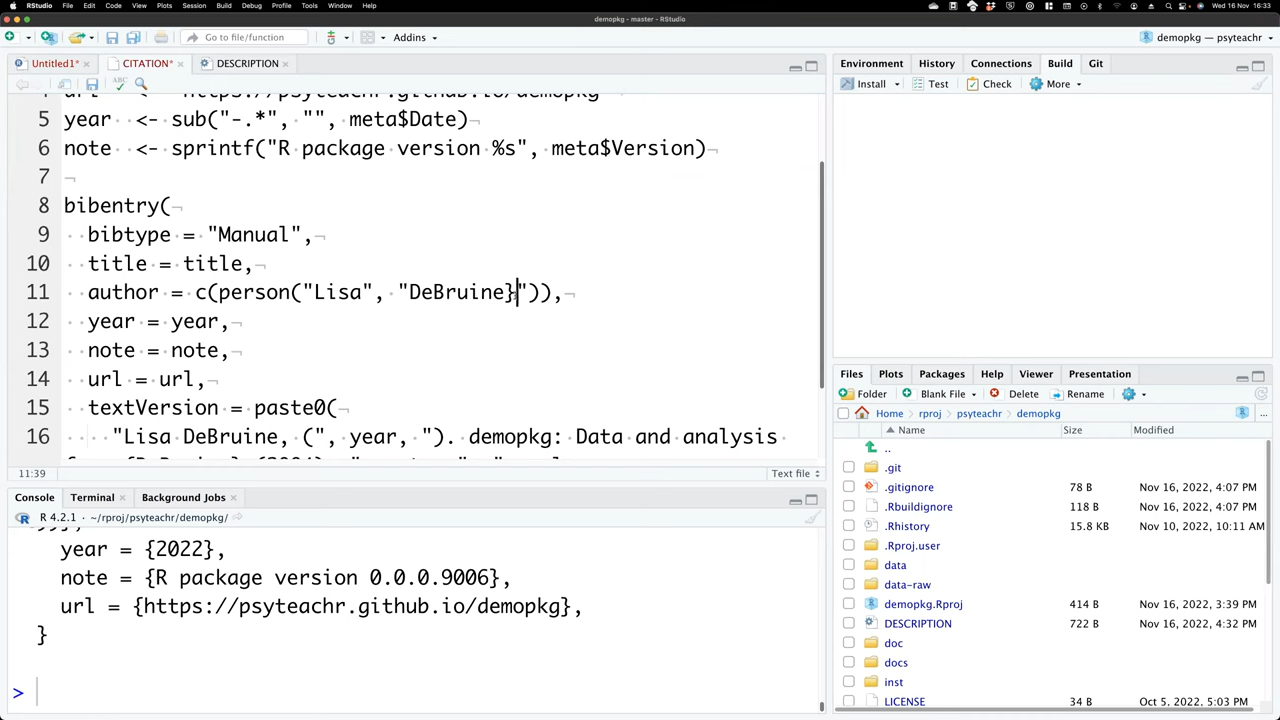 RStudio File Edit Code View Plots Session Build Debug Profile Tools Window Help Wed 16 Nov 16:33
demopkg - master - RStudio
Go to file/function Addins demopkg — psyteachr
Untitled1* CITATION* DESCRIPTION
5 year <- sub("-.*", "", meta$Date)
6 note <- sprintf("R package version %s", meta$Version)
7
8 bibentry(
9 bibtype = "Manual",
10 title = title,
11 author = c(person("Lisa", "DeBruine}")),
12 year = year,
13 note = note,
14 url = url,
15 textVersion = paste0(
16 "Lisa DeBruine, (", year, "). demopkg: Data and analysis
11:39 Text file
Console Terminal Background Jobs
R 4.2.1 · ~/rproj/psyteachr/demopkg/
year = {2022},
note = {R package version 0.0.0.9006},
url = {https://psyteachr.github.io/demopkg},
}
>
Environment History Connections Build Git
Install Test Check More
Files Plots Packages Help Viewer Presentation
Folder Blank File Delete Rename
Home rproj psyteachr demopkg ...
Name Size Modified
..
.git
.gitignore 78 B Nov 16, 2022, 4:07 PM
.Rbuildignore 118 B Nov 16, 2022, 4:07 PM
.Rhistory 15.8 KB Nov 10, 2022, 10:11 AM
.Rproj.user
data
data-raw
demopkg.Rproj 414 B Nov 16, 2022, 3:39 PM
DESCRIPTION 722 B Nov 16, 2022, 4:32 PM
doc
docs
inst
LICENSE 34 B Oct 5, 2022, 5:03 PM